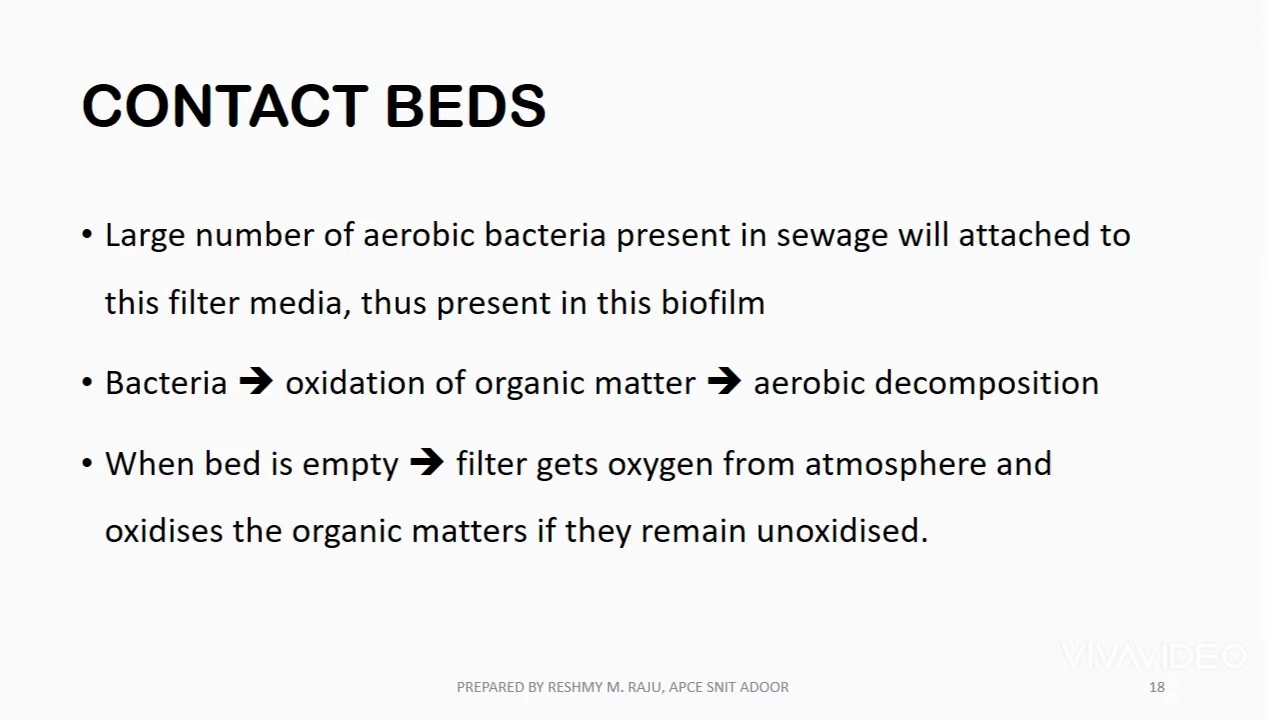 CONTACT BEDS
• Large number of aerobic bacteria present in sewage will attached to
this filter media, thus present in this biofilm
• Bacteria ➔ oxidation of organic matter ➔ aerobic decomposition
• When bed is empty ➔ filter gets oxygen from atmosphere and
oxidises the organic matters if they remain unoxidised.
VIVAVIDEO
PREPARED BY RESHMY M. RAJU, APCE SNIT ADOOR
18